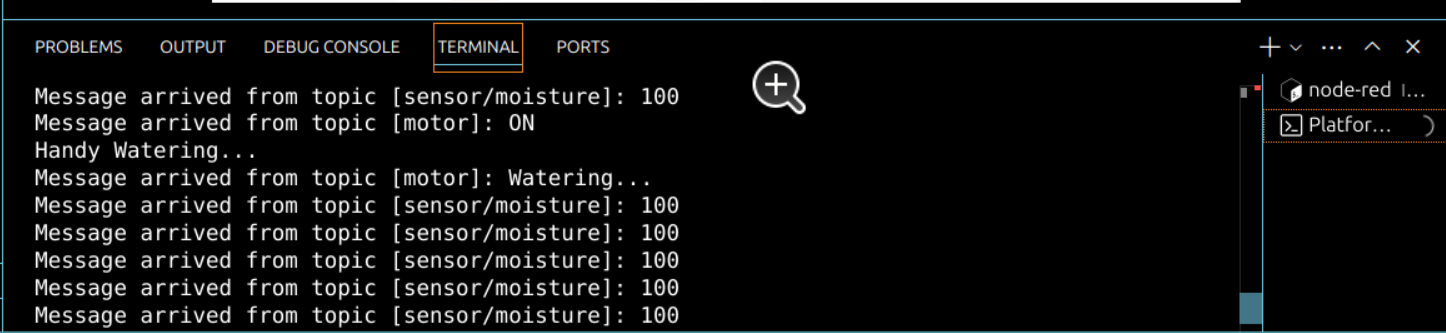 PROBLEMS OUTPUT DEBUG CONSOLE TERMINAL PORTS
Message arrived from topic [sensor/moisture]: 100
Message arrived from topic [motor]: ON
Handy Watering...
Message arrived from topic [motor]: Watering...
Message arrived from topic [sensor/moisture]: 100
Message arrived from topic [sensor/moisture]: 100
Message arrived from topic [sensor/moisture]: 100
Message arrived from topic [sensor/moisture]: 100
Message arrived from topic [sensor/moisture]: 100
node-red I...
Platfor...